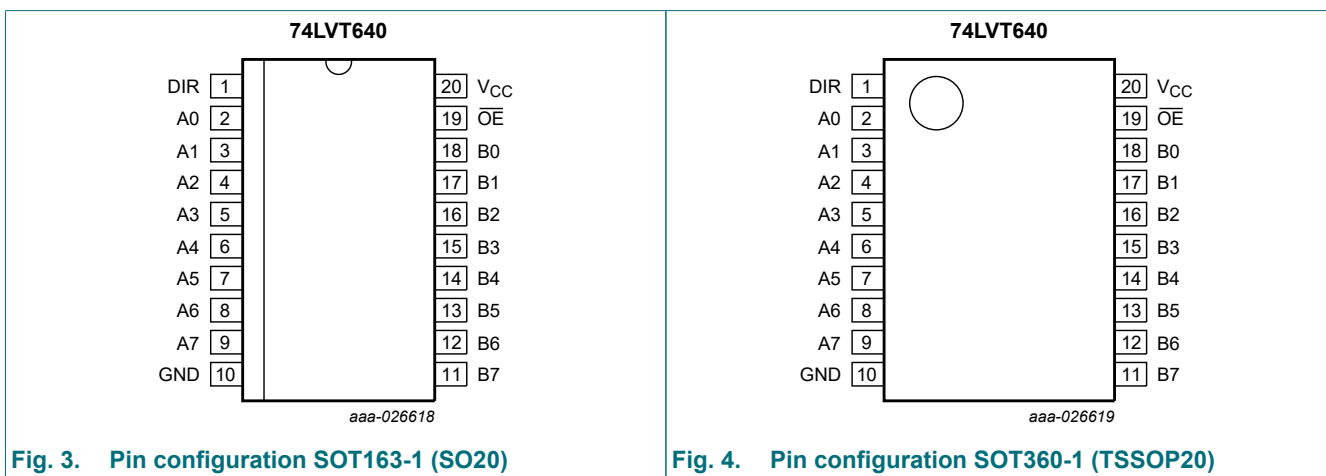 74LVT640
DIR 1 20 VCC
A0 2 19 OE
A1 3 18 B0
A2 4 17 B1
A3 5 16 B2
A4 6 15 B3
A5 7 14 B4
A6 8 13 B5
A7 9 12 B6
GND 10 11 B7
aaa-026618
Fig. 3. Pin configuration SOT163-1 (SO20)
74LVT640
DIR 1 20 VCC
A0 2 19 OE
A1 3 18 B0
A2 4 17 B1
A3 5 16 B2
A4 6 15 B3
A5 7 14 B4
A6 8 13 B5
A7 9 12 B6
GND 10 11 B7
aaa-026619
Fig. 4. Pin configuration SOT360-1 (TSSOP20)